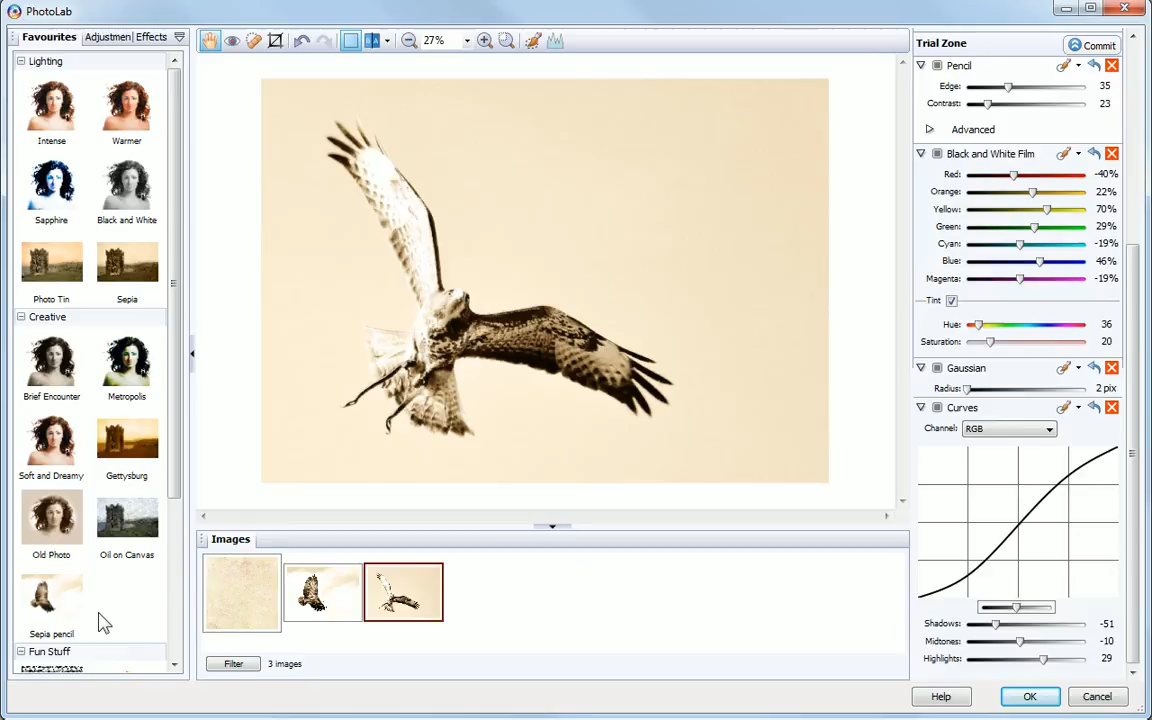 PhotoLab
Favourites Adjustmen Effects
27%
Lighting
Intense Warmer
Sapphire Black and White
Photo Tin Sepia
Creative
Brief Encounter Metropolis
Soft and Dreamy Gettysburg
Old Photo Oil on Canvas
Sepia pencil
Fun Stuff
Images
Filter 3 images
Trial Zone Commit
Pencil
Edge: 35
Contrast: 23
Advanced
Black and White Film
Red: -40%
Orange: 22%
Yellow: 70%
Green: 29%
Cyan: -19%
Blue: 46%
Magenta: -19%
Tint
Hue: 36
Saturation: 20
Gaussian
Radius: 2 pix
Curves
Channel: RGB
Shadows: -51
Midtones: -10
Highlights: 29
Help OK Cancel